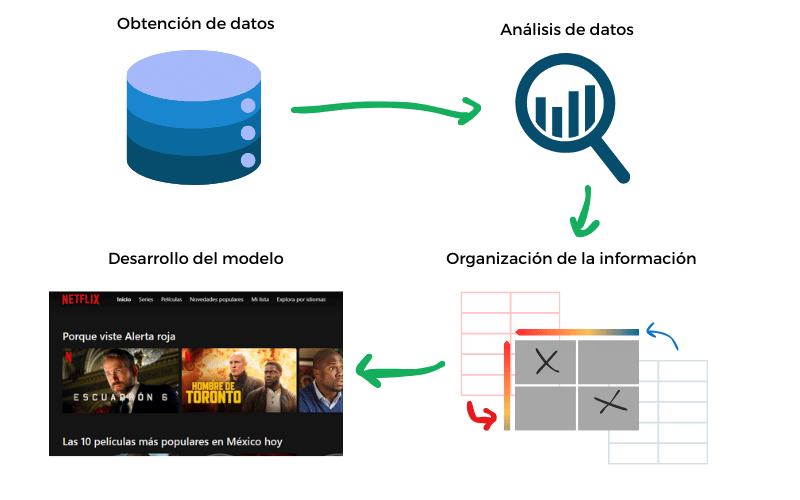 Obtención de datos
Análisis de datos
Desarrollo del modelo
Organización de la información
NETFLIX Inicio Series Películas Novedades populares Mi lista Explora por idiomas
Porque viste Alerta roja
ESCUADRÓN 6
HOMBRE DE
TORONTO
Las 10 películas más populares en México hoy